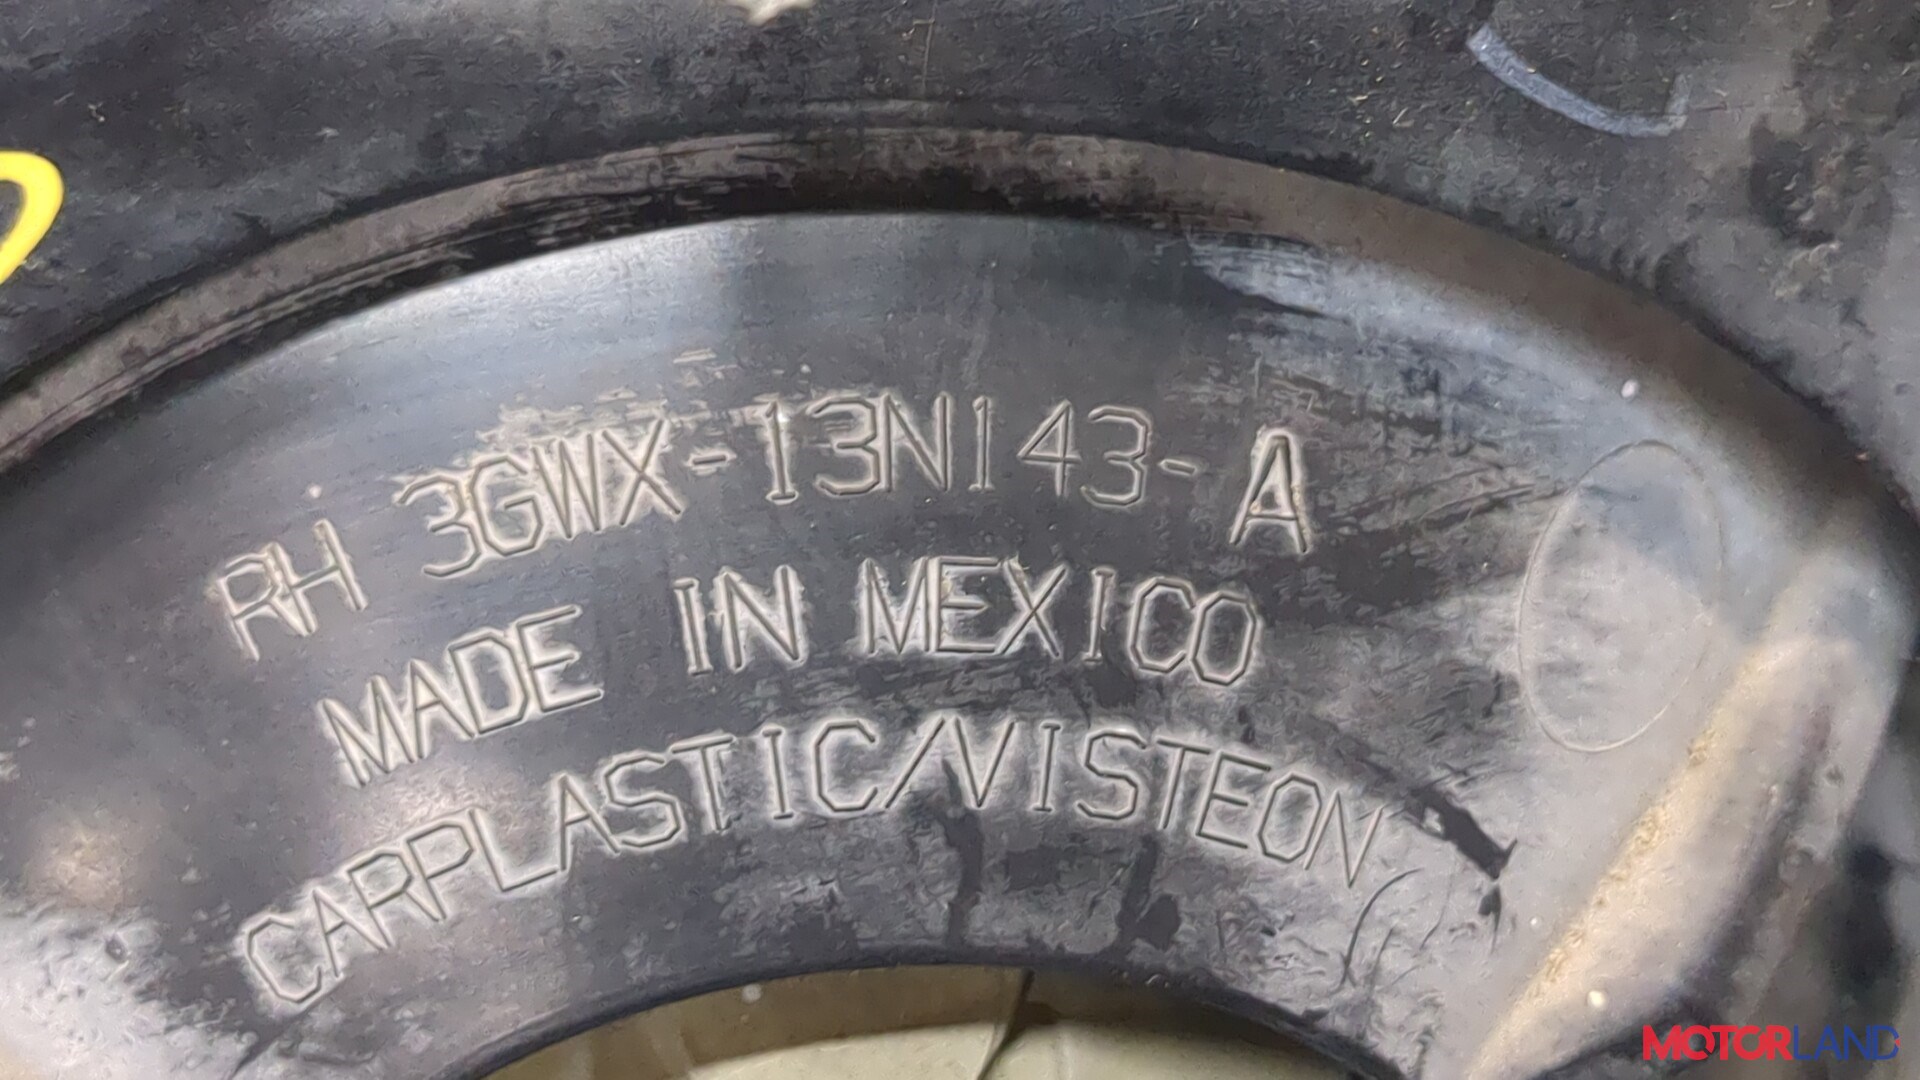 RH 3GWX-13N143-A
MADE IN MEXICO
CARPLASTIC/VISTEON
MOTORLAND